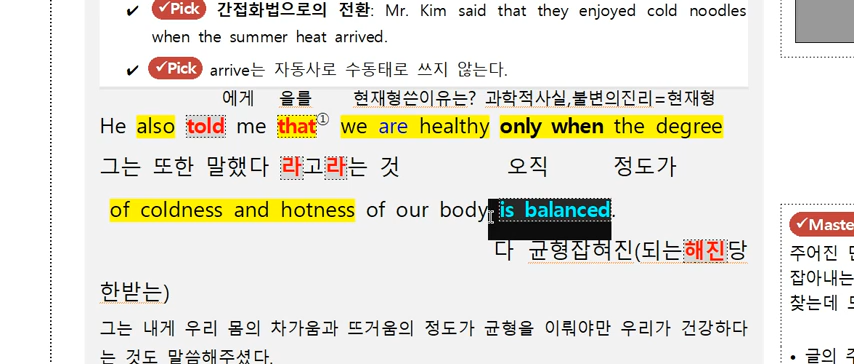 ✔ ✓Pick 간접화법으로의 전환: Mr. Kim said that they enjoyed cold noodles
when the summer heat arrived.
✔ ✓Pick arrive는 자동사로 수동태로 쓰지 않는다.
에게 을를 현재형쓴이유는? 과학적사실,불변의진리=현재형
He also told me that① we are healthy only when the degree
그는 또한 말했다 라고라는 것 오직 정도가
of coldness and hotness of our body is balanced.
다 균형잡혀진(되는해진당
한받는)
그는 내게 우리 몸의 차가움과 뜨거움의 정도가 균형을 이뤄야만 우리가 건강하다
는 것도 말씀해주셨다.
✓Maste
주어진
잡아내는
찾는데
• 글의